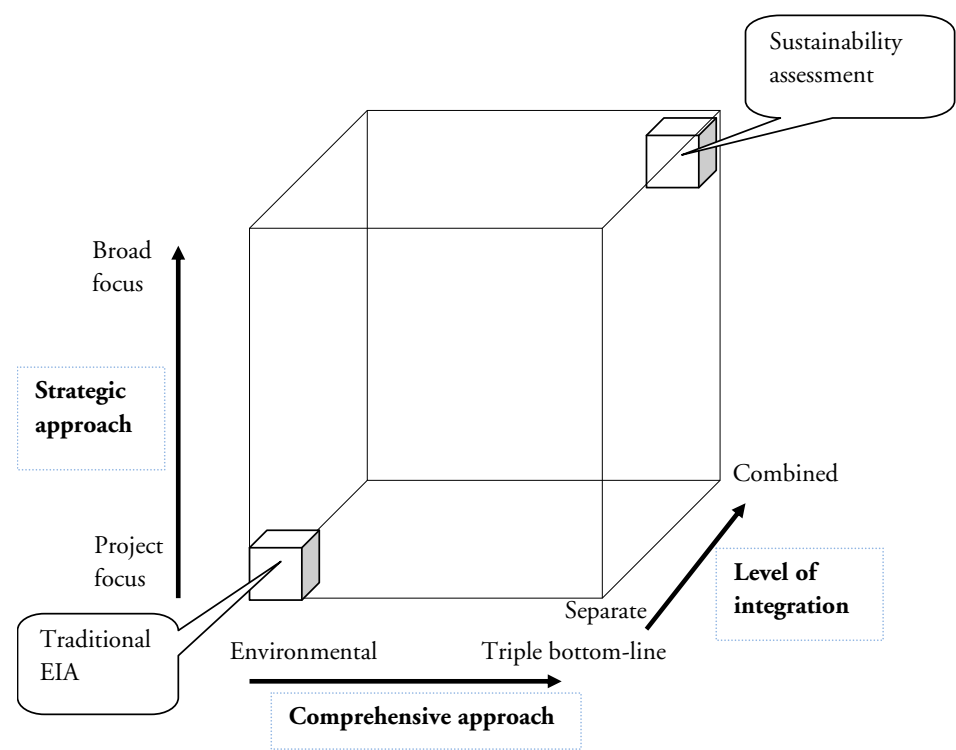 Sustainability
assessment
Broad
focus
Strategic
approach
Combined
Project
focus
Level of
integration
Separate
Traditional
EIA
Environmental
Triple bottom-line
Comprehensive approach